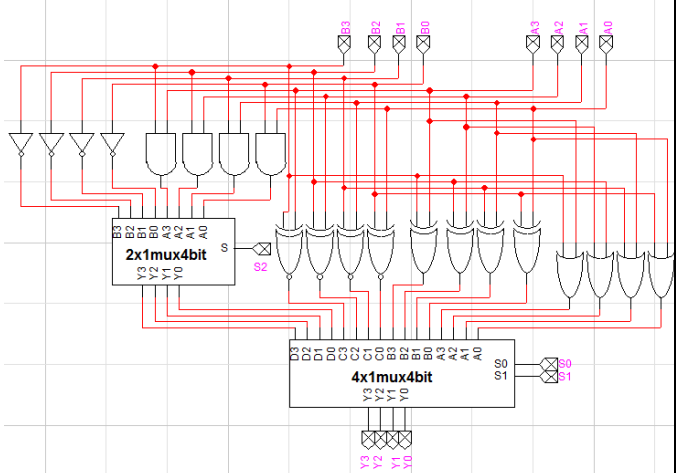 B3 B2 B1 B0 A3 A2 A1 A0
B3 B2 B1 B0 A3 A2 A1 A0
S
2x1mux4bit
S2
Y3 Y2 Y1 Y0
D3 D2 D1 D0 C3 C2 C1 C0 B3 B2 B1 B0 A3 A2 A1 A0
S0 S0
4x1mux4bit
S1 S1
Y3 Y2 Y1 Y0
Y3 Y2 Y1 Y0